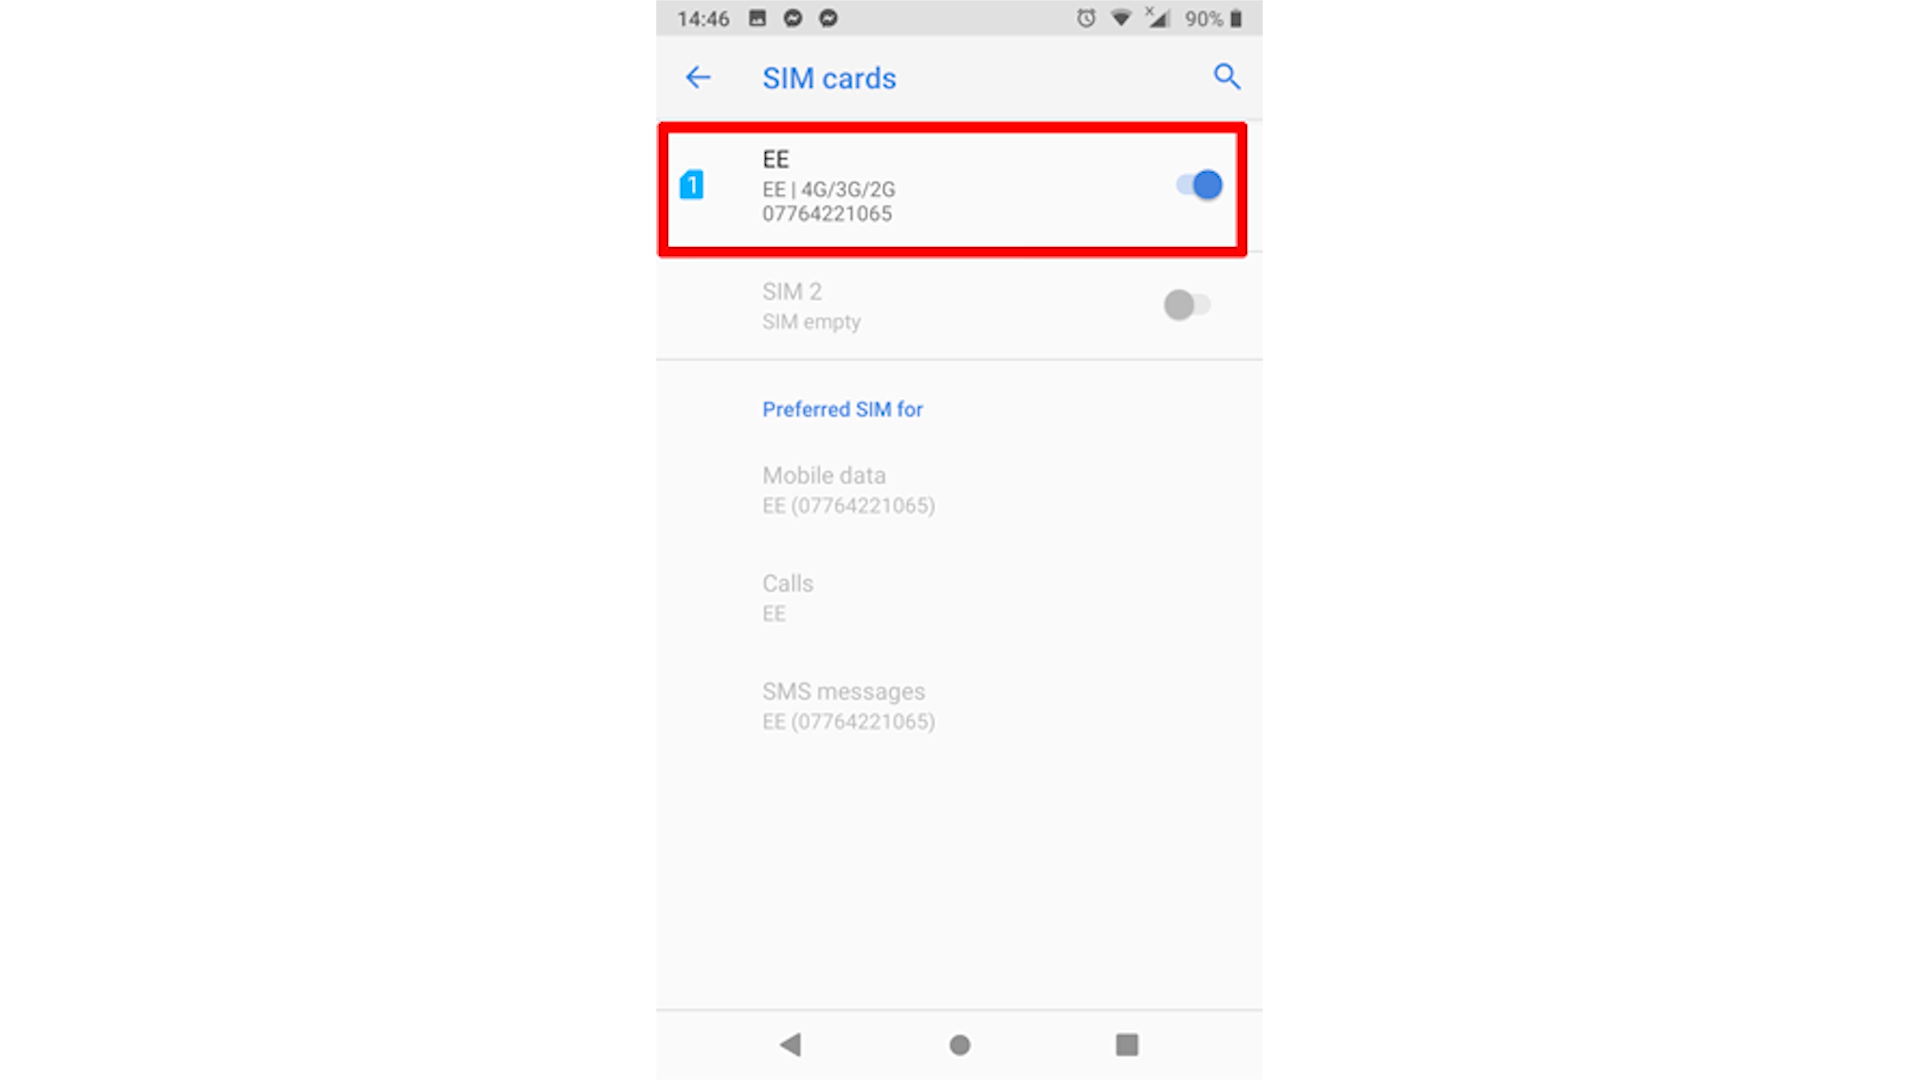 14:46 90%
SIM cards
1
EE
EE | 4G/3G/2G
07764221065
SIM 2
SIM empty
Preferred SIM for
Mobile data
EE (07764221065)
Calls
EE
SMS messages
EE (07764221065)